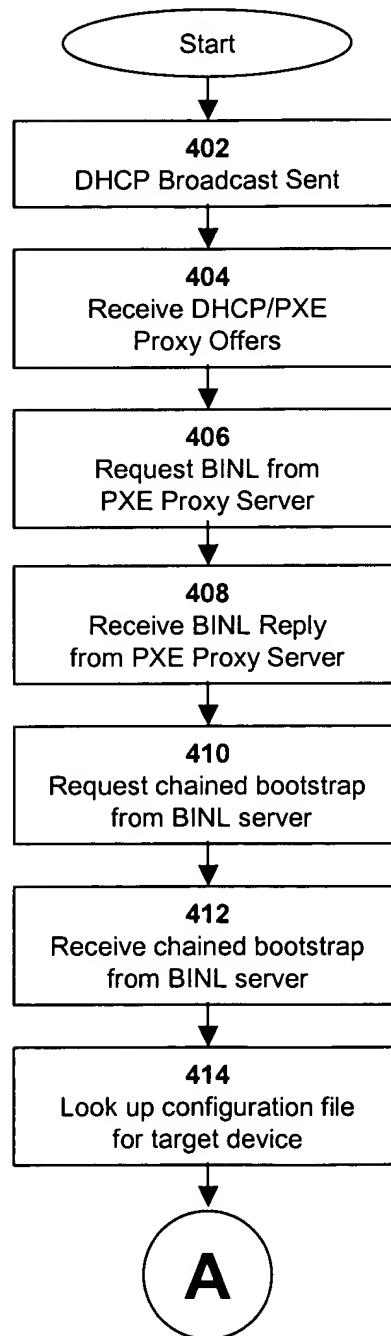 Start
402
DHCP Broadcast Sent
404
Receive DHCP/PXE
Proxy Offers
406
Request BINL from
PXE Proxy Server
408
Receive BINL Reply
from PXE Proxy Server
410
Request chained bootstrap
from BINL server
412
Receive chained bootstrap
from BINL server
414
Look up configuration file
for target device
A